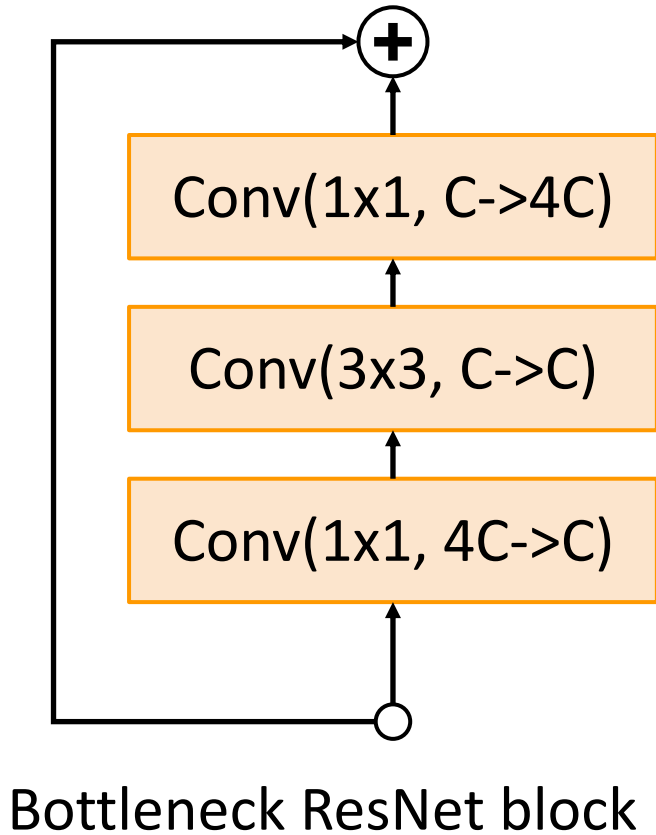 +
Conv(1x1, C->4C)
Conv(3x3, C->C)
Conv(1x1, 4C->C)
Bottleneck ResNet block